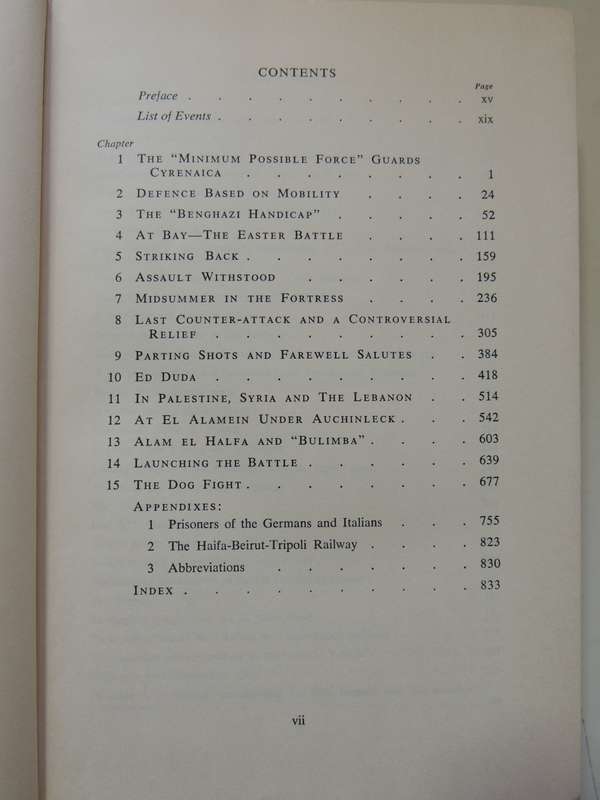 CONTENTS
Page
Preface . . . . . . . . . . xv
List of Events . . . . . . . . . xix
Chapter
1 THE "MINIMUM POSSIBLE FORCE" GUARDS
CYRENAICA . . . . . . . . 1
2 DEFENCE BASED ON MOBILITY . . . . 24
3 THE "BENGHAZI HANDICAP" . . . . . 52
4 AT BAY—THE EASTER BATTLE . . . . 111
5 STRIKING BACK . . . . . . . . 159
6 ASSAULT WITHSTOOD . . . . . . 195
7 MIDSUMMER IN THE FORTRESS . . . . 236
8 LAST COUNTER-ATTACK AND A CONTROVERSIAL
RELIEF . . . . . . . . . 305
9 PARTING SHOTS AND FAREWELL SALUTES . . 384
10 ED DUDA . . . . . . . . . 418
11 IN PALESTINE, SYRIA AND THE LEBANON . . 514
12 AT EL ALAMEIN UNDER AUCHINLECK . . . 542
13 ALAM EL HALFA AND "BULIMBA" . . . . 603
14 LAUNCHING THE BATTLE . . . . . . 639
15 THE DOG FIGHT . . . . . . . . 677
APPENDIXES:
1 Prisoners of the Germans and Italians . . . 755
2 The Haifa-Beirut-Tripoli Railway . . . . 823
3 Abbreviations . . . . . . . 830
INDEX . . . . . . . . . . 833
vii